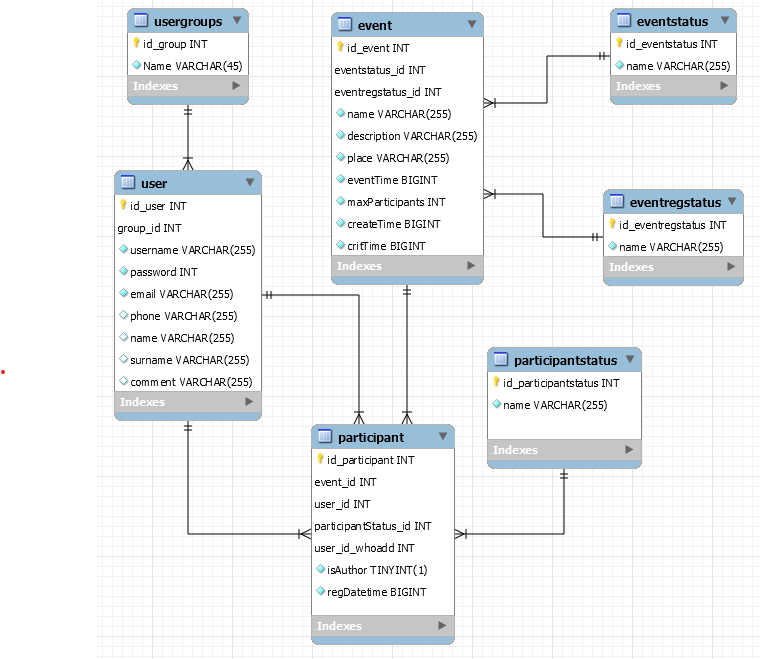 usergroups
id_group INT
Name VARCHAR(45)
Indexes
event
id_event INT
eventstatus_id INT
eventregstatus_id INT
name VARCHAR(255)
description VARCHAR(255)
place VARCHAR(255)
eventTime BIGINT
maxParticipants INT
createTime BIGINT
critTime BIGINT
Indexes
eventstatus
id_eventstatus INT
name VARCHAR(255)
Indexes
user
id_user INT
group_id INT
username VARCHAR(255)
password INT
email VARCHAR(255)
phone VARCHAR(255)
name VARCHAR(255)
surname VARCHAR(255)
comment VARCHAR(255)
Indexes
eventregstatus
id_eventregstatus INT
name VARCHAR(255)
Indexes
participantstatus
id_participantstatus INT
name VARCHAR(255)
Indexes
participant
id_participant INT
event_id INT
user_id INT
participantStatus_id INT
user_id_whoadd INT
isAuthor TINYINT(1)
regDatetime BIGINT
Indexes